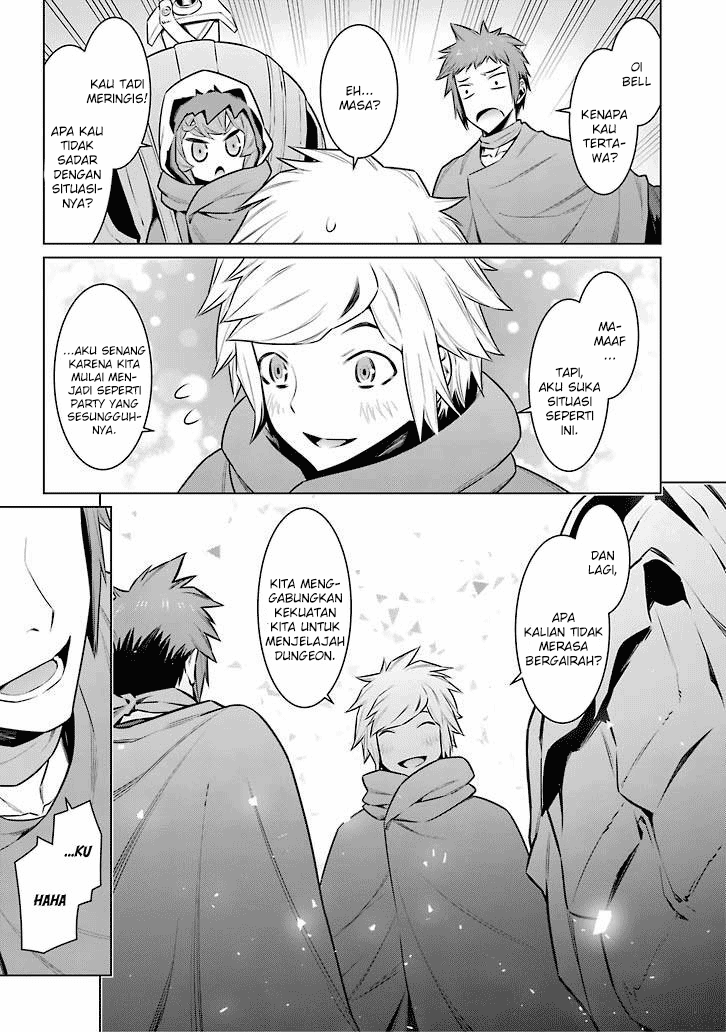 OI
BELL
KENAPA
KAU
TERTA-
WA?
EH...
MASA?
KAU TADI
MERINGIS!
APA KAU
TIDAK
SADAR
DENGAN
SITUASI-
NYA?
MA-
MAAF
...
TAPI,
AKU SUKA
SITUASI
SEPERTI
INI.
...AKU SENANG
KARENA KITA
MULAI MEN-
JADI SEPERTI
PARTY YANG
SESUNGGUH-
NYA.
DAN
LAGI,
APA
KALIAN TIDAK
MERASA
BERGAIRAH?
KITA MENG-
GABUNGKAN
KEKUATAN
KITA UNTUK
MENJELAJAH
DUNGEON.
...KU
HAHA